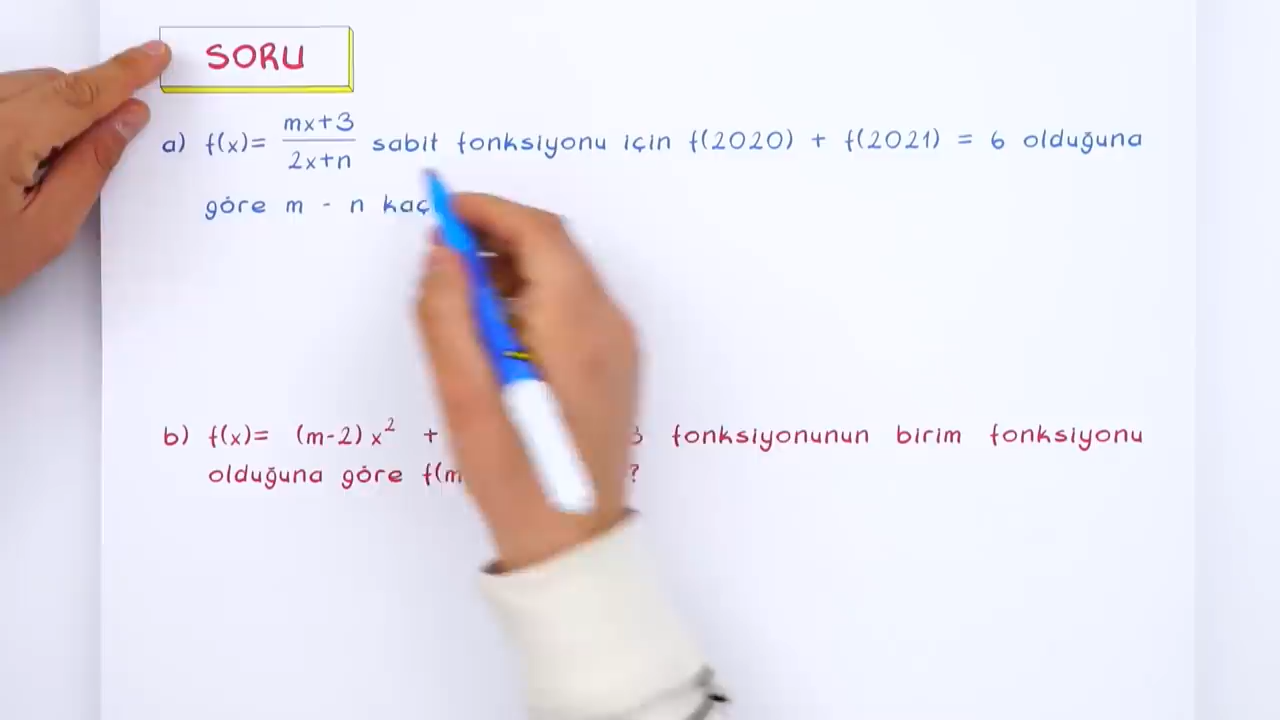 SORU
a) f(x)= mx+3 / 2x+n sabit fonksiyonu için f(2020) + f(2021) = 6 olduğuna
göre m - n kaç
b) f(x)= (m-2)x² + fonksiyonunun birim fonksiyonu
olduğuna göre f(m ?